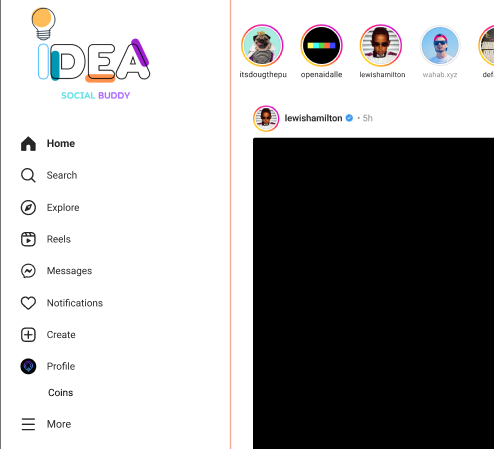 IDEA
SOCIAL BUDDY
Home
Search
Explore
Reels
Messages
Notifications
Create
Profile
Coins
More
itsdougthepu
openaidalle
lewishamilton
wahab.xyz
def
lewishamilton • 5h